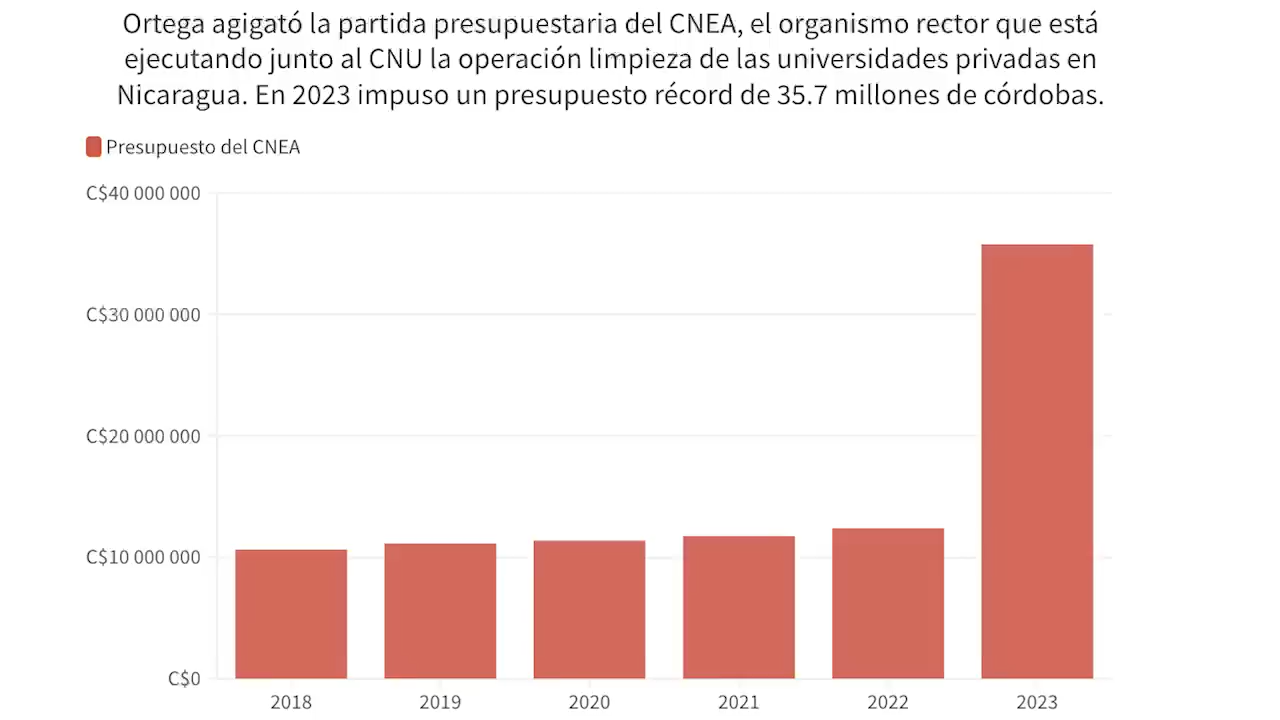 Ortega agigató la partida presupuestaria del CNEA, el organismo rector que está
ejecutando junto al CNU la operación limpieza de las universidades privadas en
Nicaragua. En 2023 impuso un presupuesto récord de 35.7 millones de córdobas.
Presupuesto del CNEA
C$40 000 000
C$30 000 000
C$20 000 000
C$10 000 000
C$0
2018 2019 2020 2021 2022 2023